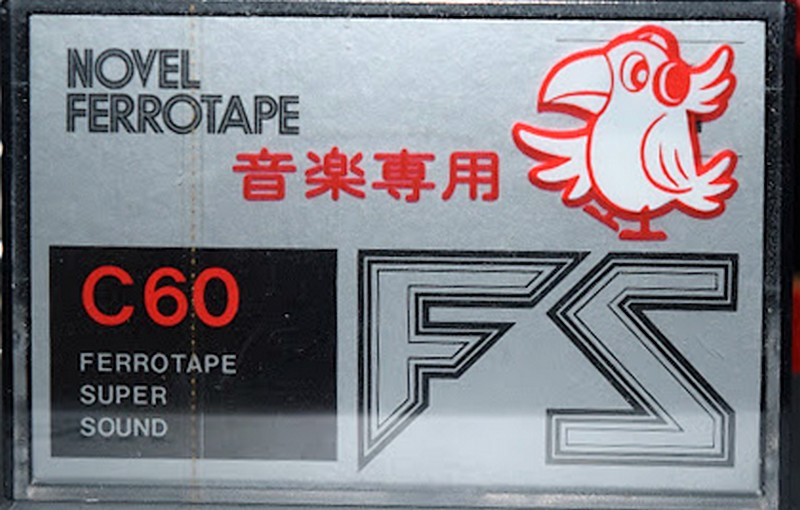 NOVEL
FERROTAPE
音楽専用
C60
FERROTAPE
SUPER
SOUND
FS